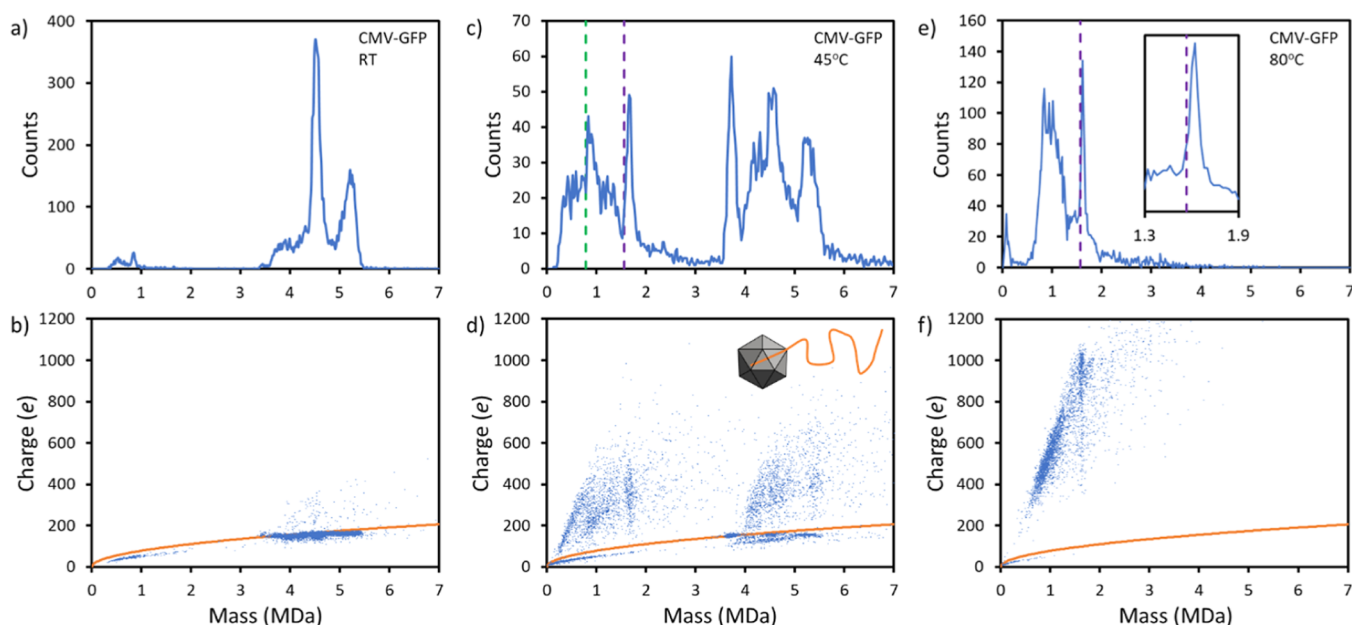 a)
CMV-GFP
RT
Counts
400
300
200
100
0
0 1 2 3 4 5 6 7
c)
CMV-GFP
45°C
Counts
70
60
50
40
30
20
10
0
0 1 2 3 4 5 6 7
e)
CMV-GFP
80°C
Counts
160
140
120
100
80
60
40
20
0
1.3 1.9
0 1 2 3 4 5 6 7
b)
Charge (e)
1200
1000
800
600
400
200
0
0 1 2 3 4 5 6 7
Mass (MDa)
d)
Charge (e)
1200
1000
800
600
400
200
0
0 1 2 3 4 5 6 7
Mass (MDa)
f)
Charge (e)
1200
1000
800
600
400
200
0
0 1 2 3 4 5 6 7
Mass (MDa)